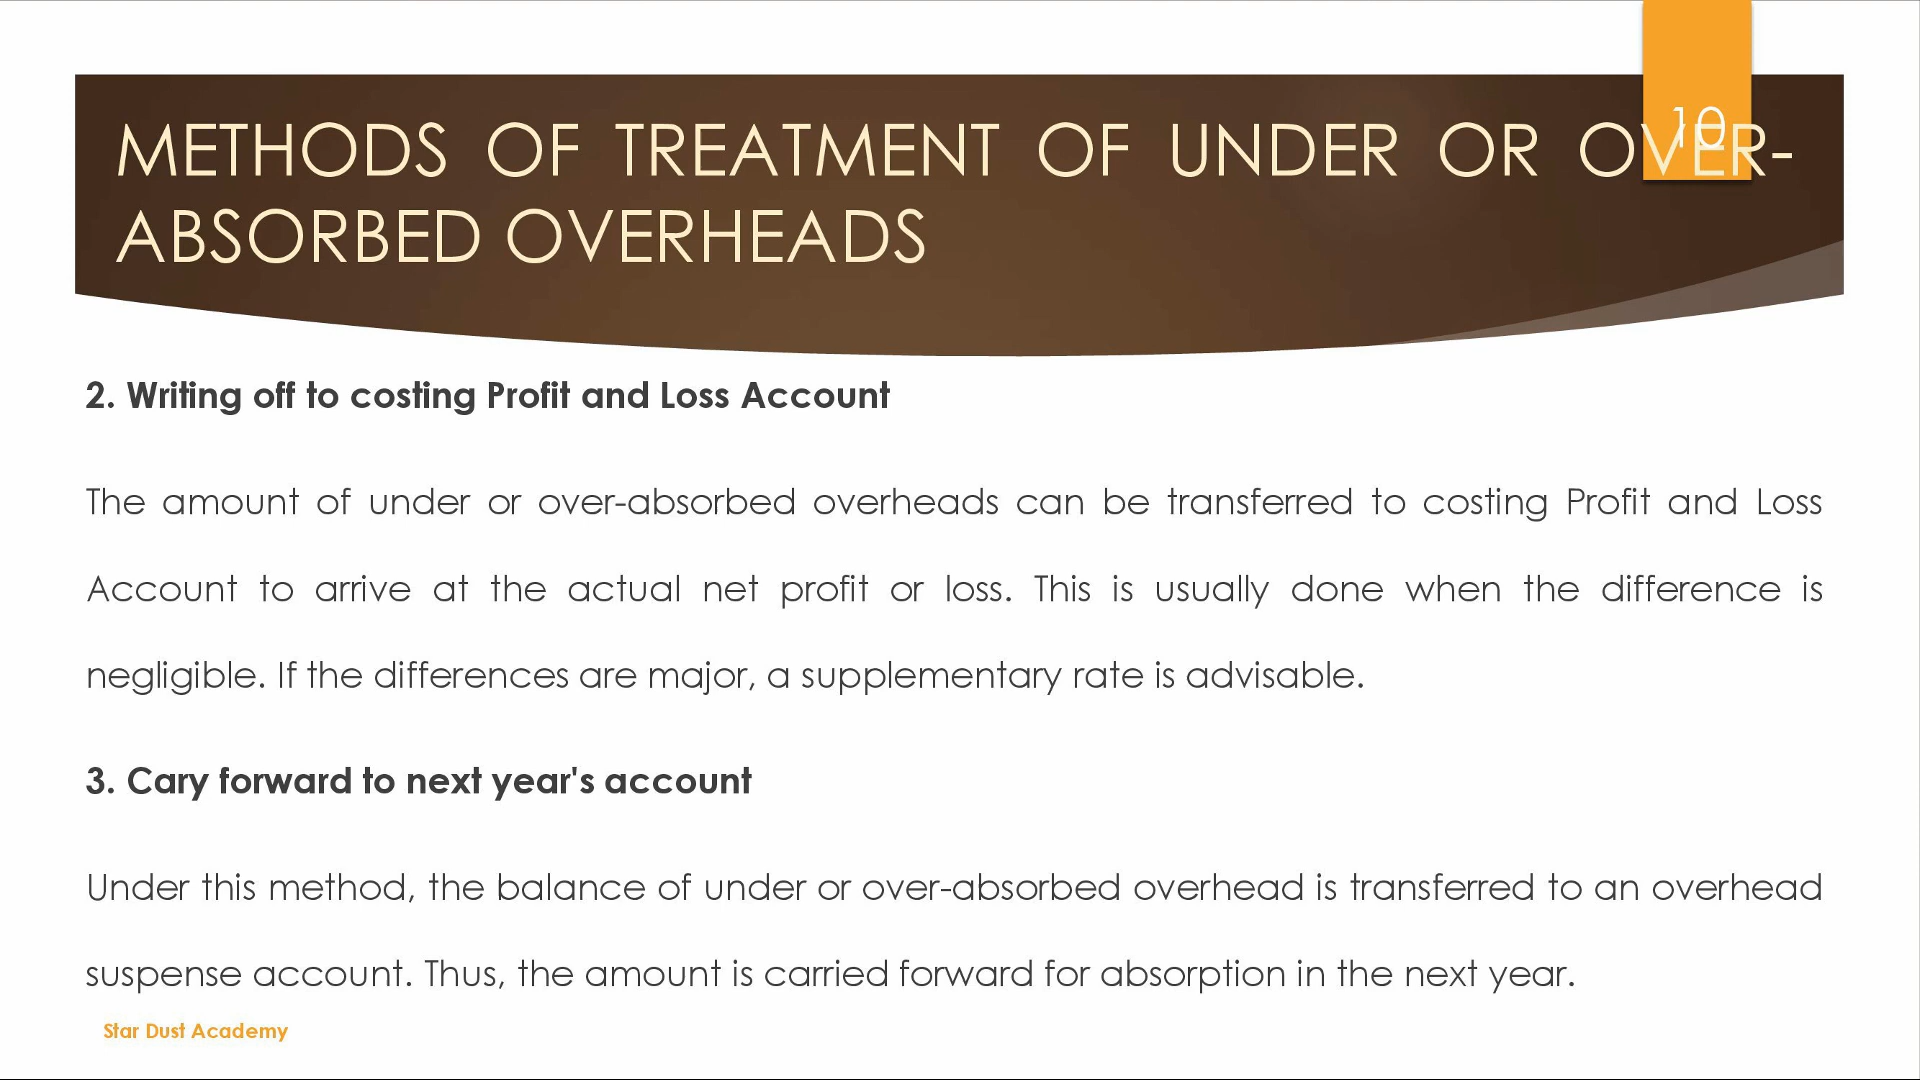 10
METHODS OF TREATMENT OF UNDER OR OVER-
ABSORBED OVERHEADS
2. Writing off to costing Profit and Loss Account
The amount of under or over-absorbed overheads can be transferred to costing Profit and Loss
Account to arrive at the actual net profit or loss. This is usually done when the difference is
negligible. If the differences are major, a supplementary rate is advisable.
3. Cary forward to next year's account
Under this method, the balance of under or over-absorbed overhead is transferred to an overhead
suspense account. Thus, the amount is carried forward for absorption in the next year.
Star Dust Academy